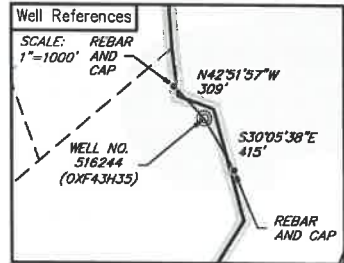 Well References
SCALE:
1"=1000'
REBAR
AND
CAP
N42°51'57"W
309'
WELL NO.
516244
(OXF43H35)
S30°05'38"E
415'
REBAR
AND CAP